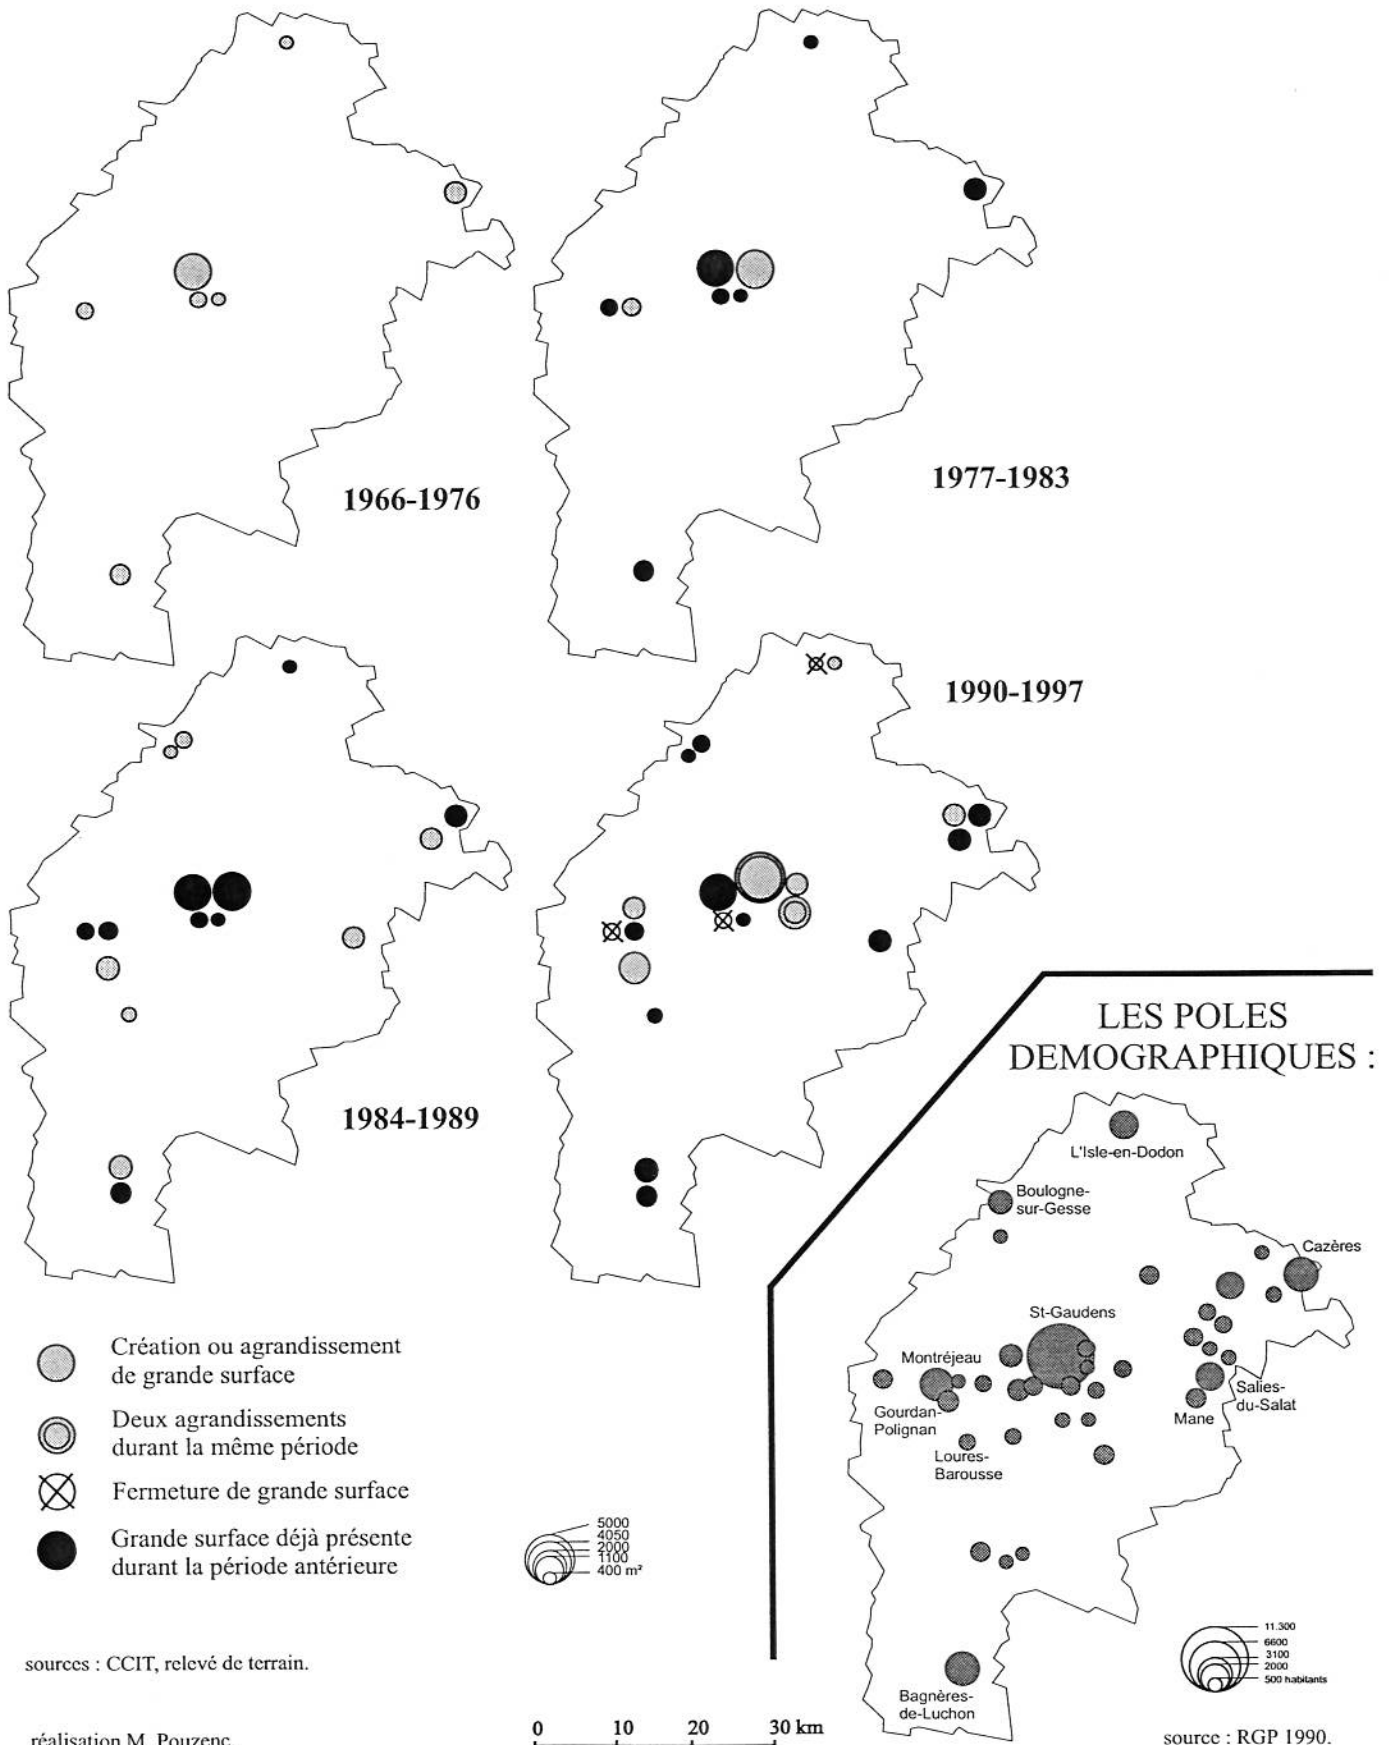 1966-1976
1977-1983
1984-1989
1990-1997
LES POLES
DEMOGRAPHIQUES :
L'Isle-en-Dodon
Boulogne-
sur-Gesse
Cazères
St-Gaudens
Montréjeau
Gourdan-
Polignan
Salies-
du-Salat
Mane
Loures-
Barousse
Bagnères-
de-Luchon
11.300
6600
3100
2000
500 habitants
source : RGP 1990.
Création ou agrandissement
de grande surface
Deux agrandissements
durant la même période
Fermeture de grande surface
Grande surface déjà présente
durant la période antérieure
5000
4050
2000
1100
400 m²
sources : CCIT, relevé de terrain.
réalisation M. Pouzenc
0 10 20 30 km